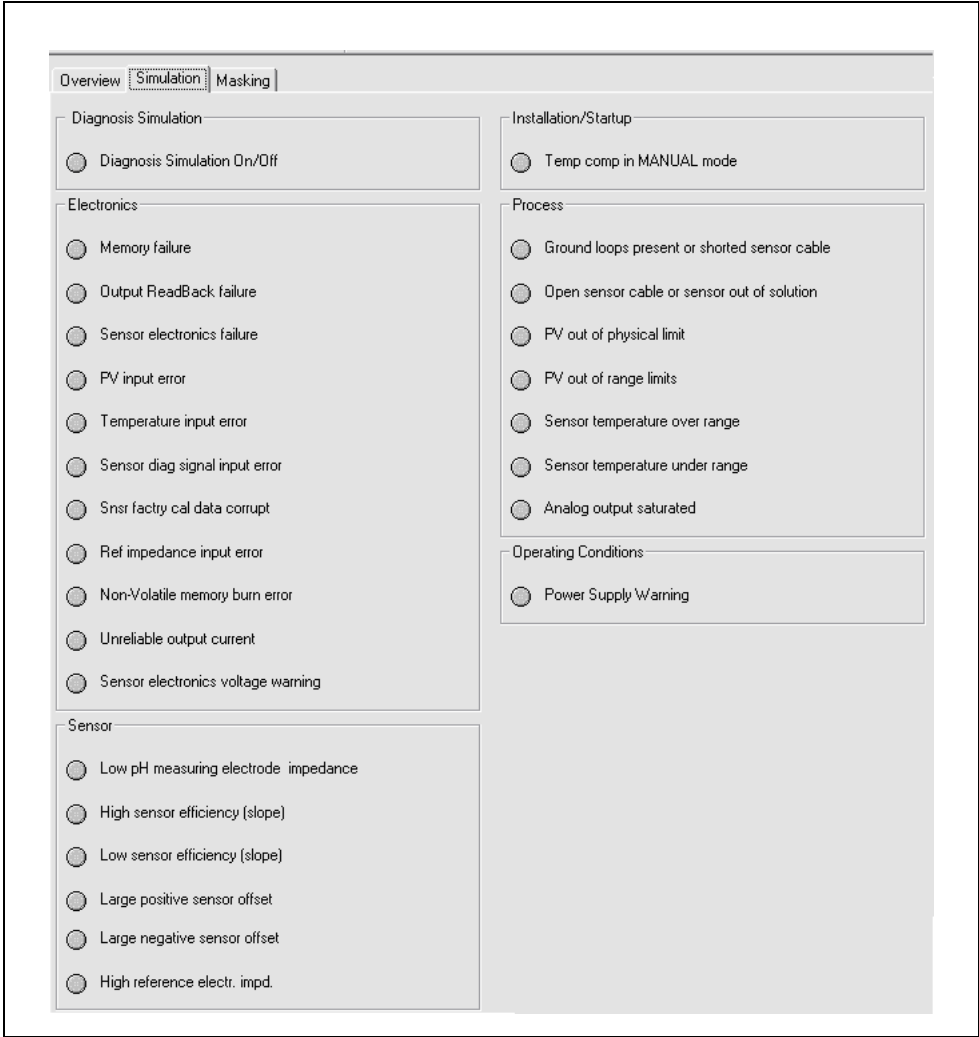 Overview Simulation Masking
Diagnosis Simulation
Diagnosis Simulation On/Off
Electronics
Memory failure
Output ReadBack failure
Sensor electronics failure
PV input error
Temperature input error
Sensor diag signal input error
Snsr factry cal data corrupt
Ref impedance input error
Non-Volatile memory burn error
Unreliable output current
Sensor electronics voltage warning
Sensor
Low pH measuring electrode impedance
High sensor efficiency (slope)
Low sensor efficiency (slope)
Large positive sensor offset
Large negative sensor offset
High reference electr. impd.
Installation/Startup
Temp comp in MANUAL mode
Process
Ground loops present or shorted sensor cable
Open sensor cable or sensor out of solution
PV out of physical limit
PV out of range limits
Sensor temperature over range
Sensor temperature under range
Analog output saturated
Operating Conditions
Power Supply Warning